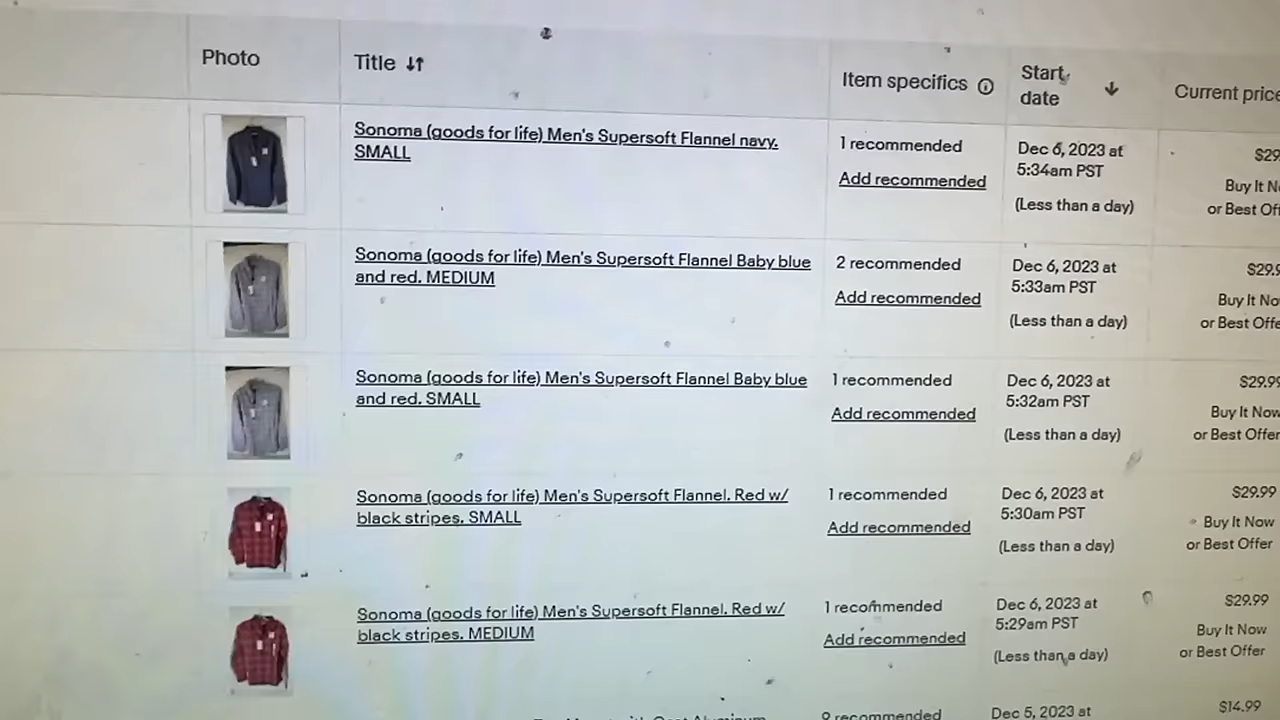 Photo
Title
Item specifics
Start
date
Current price
Sonoma (goods for life) Men's Supersoft Flannel navy.
SMALL
1 recommended
Add recommended
Dec 6, 2023 at
5:34am PST
(Less than a day)
$29.
Buy It N
or Best Off
Sonoma (goods for life) Men's Supersoft Flannel Baby blue
and red. MEDIUM
2 recommended
Add recommended
Dec 6, 2023 at
5:33am PST
(Less than a day)
$29.9
Buy It No
or Best Offe
Sonoma (goods for life) Men's Supersoft Flannel Baby blue
and red. SMALL
1 recommended
Add recommended
Dec 6, 2023 at
5:32am PST
(Less than a day)
$29.99
Buy It Now
or Best Offer
Sonoma (goods for life) Men's Supersoft Flannel. Red w/
black stripes. SMALL
1 recommended
Add recommended
Dec 6, 2023 at
5:30am PST
(Less than a day)
$29.99
Buy It Now
or Best Offer
Sonoma (goods for life) Men's Supersoft Flannel. Red w/
black stripes. MEDIUM
1 recommended
Add recommended
Dec 6, 2023 at
5:29am PST
(Less than a day)
$29.99
Buy It Now
or Best Offer
recommended
Dec 5, 2023 at
$14.99